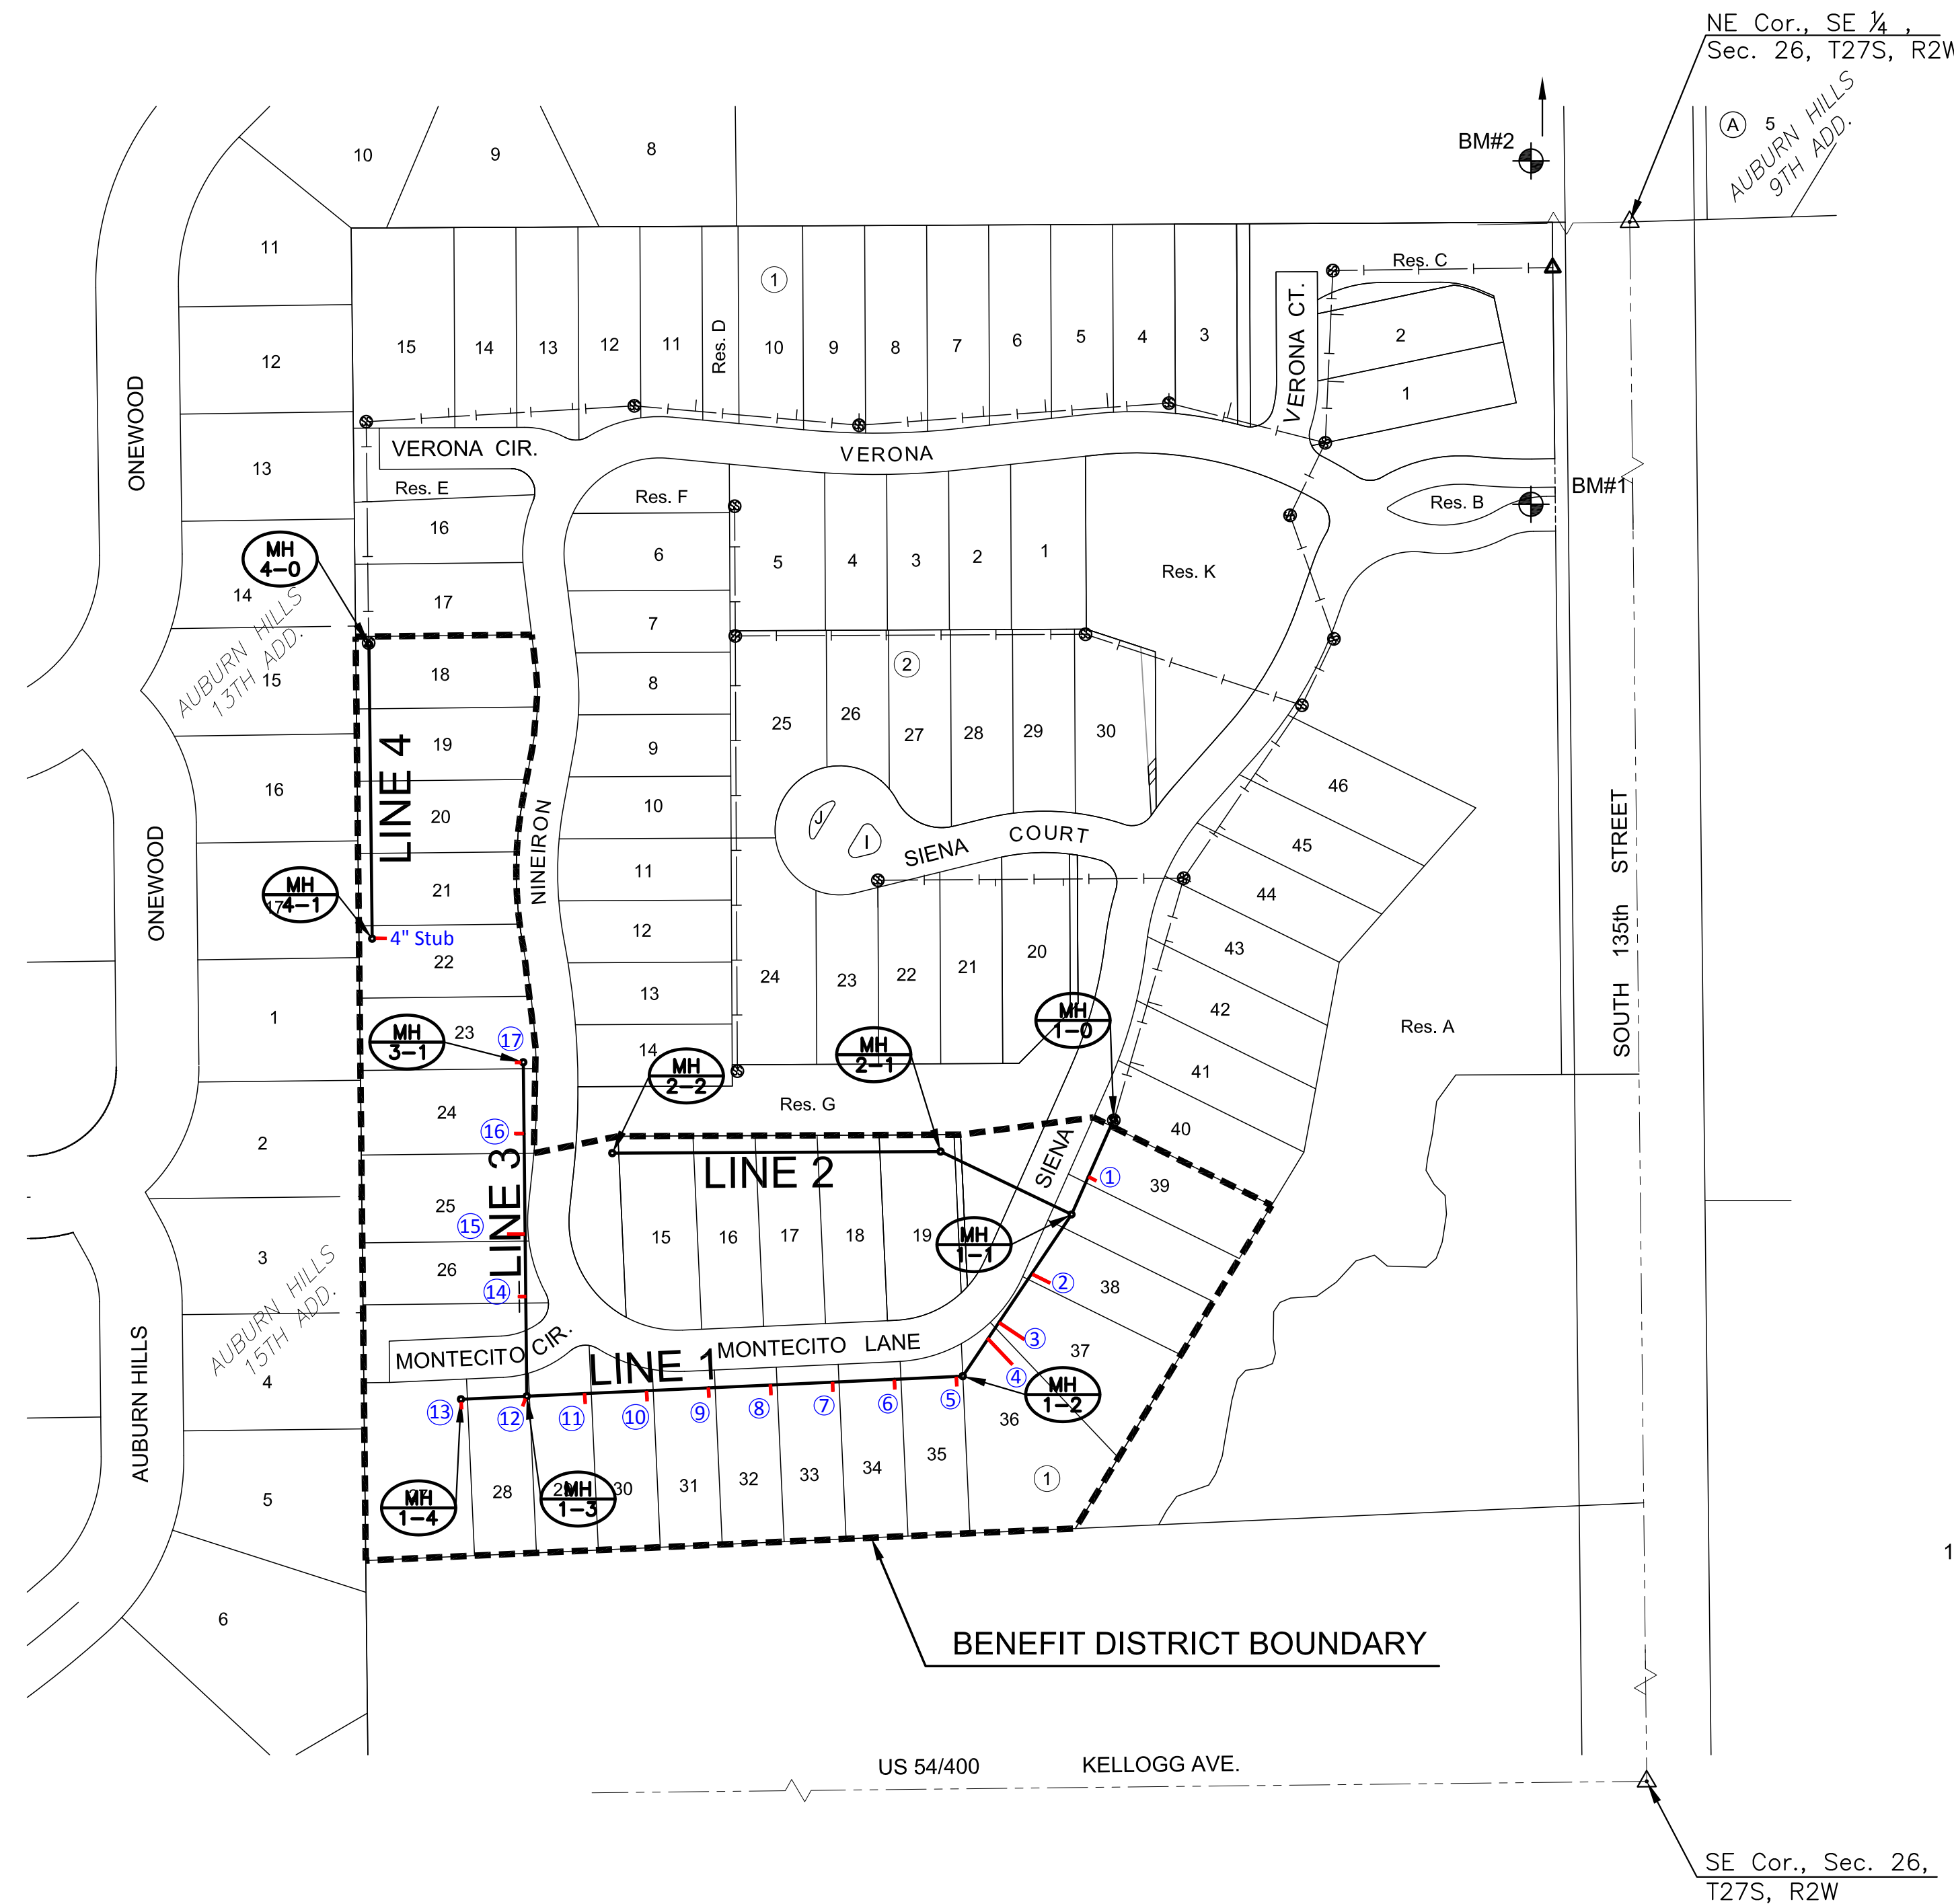 NE Cor., SE ¼ ,
Sec. 26, T27S, R2W
A 5
AUBURN HILLS
9TH ADD.
BM#2
10
9
8
11
12
13
14
15
16
17
1
2
3
4
5
6
ONEWOOD
ONEWOOD
AUBURN HILLS
AUBURN HILLS
13TH ADD.
AUBURN HILLS
15TH ADD.
1
15
14
13
12
11
Res. D
10
9
8
7
6
5
4
3
VERONA CT.
Res. C
2
1
VERONA CIR.
VERONA
Res. E
Res. F
Res. B
BM#1
16
17
18
19
20
21
22
23
24
25
26
MH
4-0
LINE 4
MH
4-1
4" Stub
NINEIRON
6
7
8
9
10
11
12
13
14
5
4
3
2
1
Res. K
2
25
26
27
28
29
30
J
I
SIENA COURT
24
23
22
21
20
46
45
44
43
42
41
40
39
38
37
36
Res. A
SOUTH 135th STREET
MH
3-1
17
16
15
14
LINE 3
MH
2-2
MH
2-1
MH
1-0
Res. G
LINE 2
SIENA
15
16
17
18
19
MH
1-1
1
2
3
4
MONTECITO CIR.
MONTECITO LANE
LINE 1
13
12
11
10
9
8
7
6
5
MH
1-2
MH
1-4
28
MH
1-3
29
30
31
32
33
34
35
1
BENEFIT DISTRICT BOUNDARY
1
US 54/400 KELLOGG AVE.
SE Cor., Sec. 26,
T27S, R2W